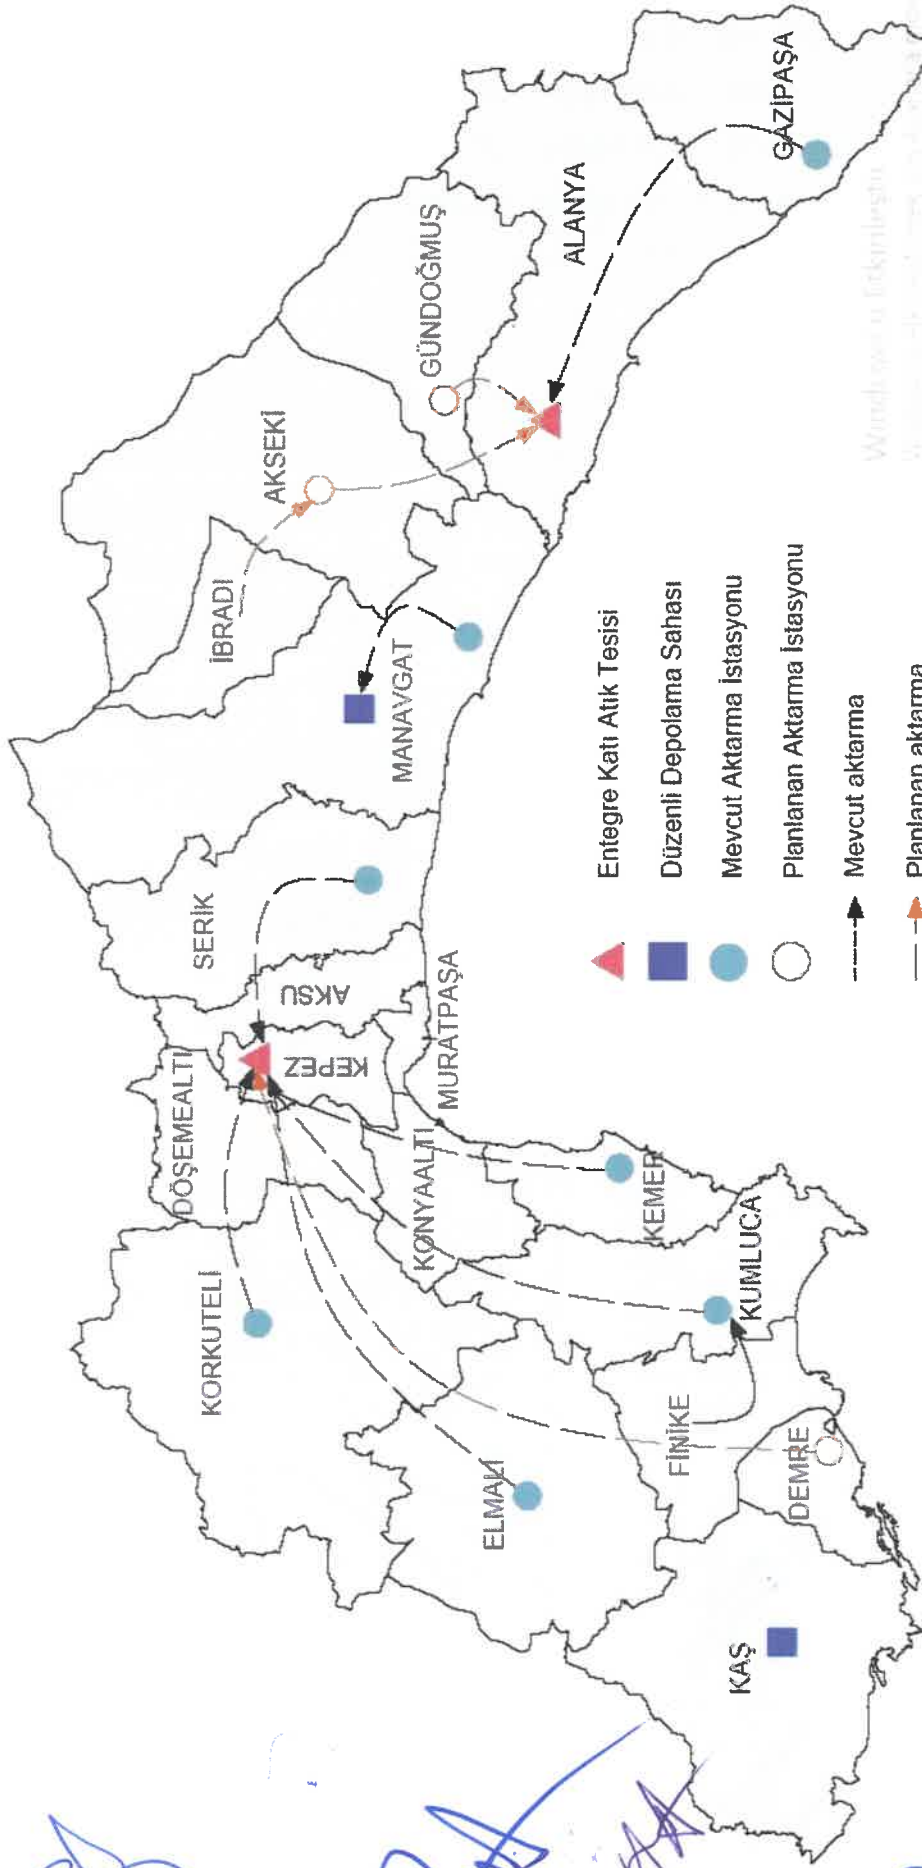 DÖŞEMEALTI
KORKUTELİ
SERİK
AKSU
KEPEZ
İBRADI
AKSEKİ
GÜNDOĞMUŞ
MANAVGAT
ALANYA
GAZİPAŞA
MURATPAŞA
KONYAALTI
ELMALI
KEMER
FİNİKE
KUMLUCA
DEMRE
KAŞ
Entegre Katı Atık Tesisi
Düzenli Depolama Sahası
Mevcut Aktarma İstasyonu
Planlanan Aktarma İstasyonu
Mevcut aktarma
Planlanan aktarma